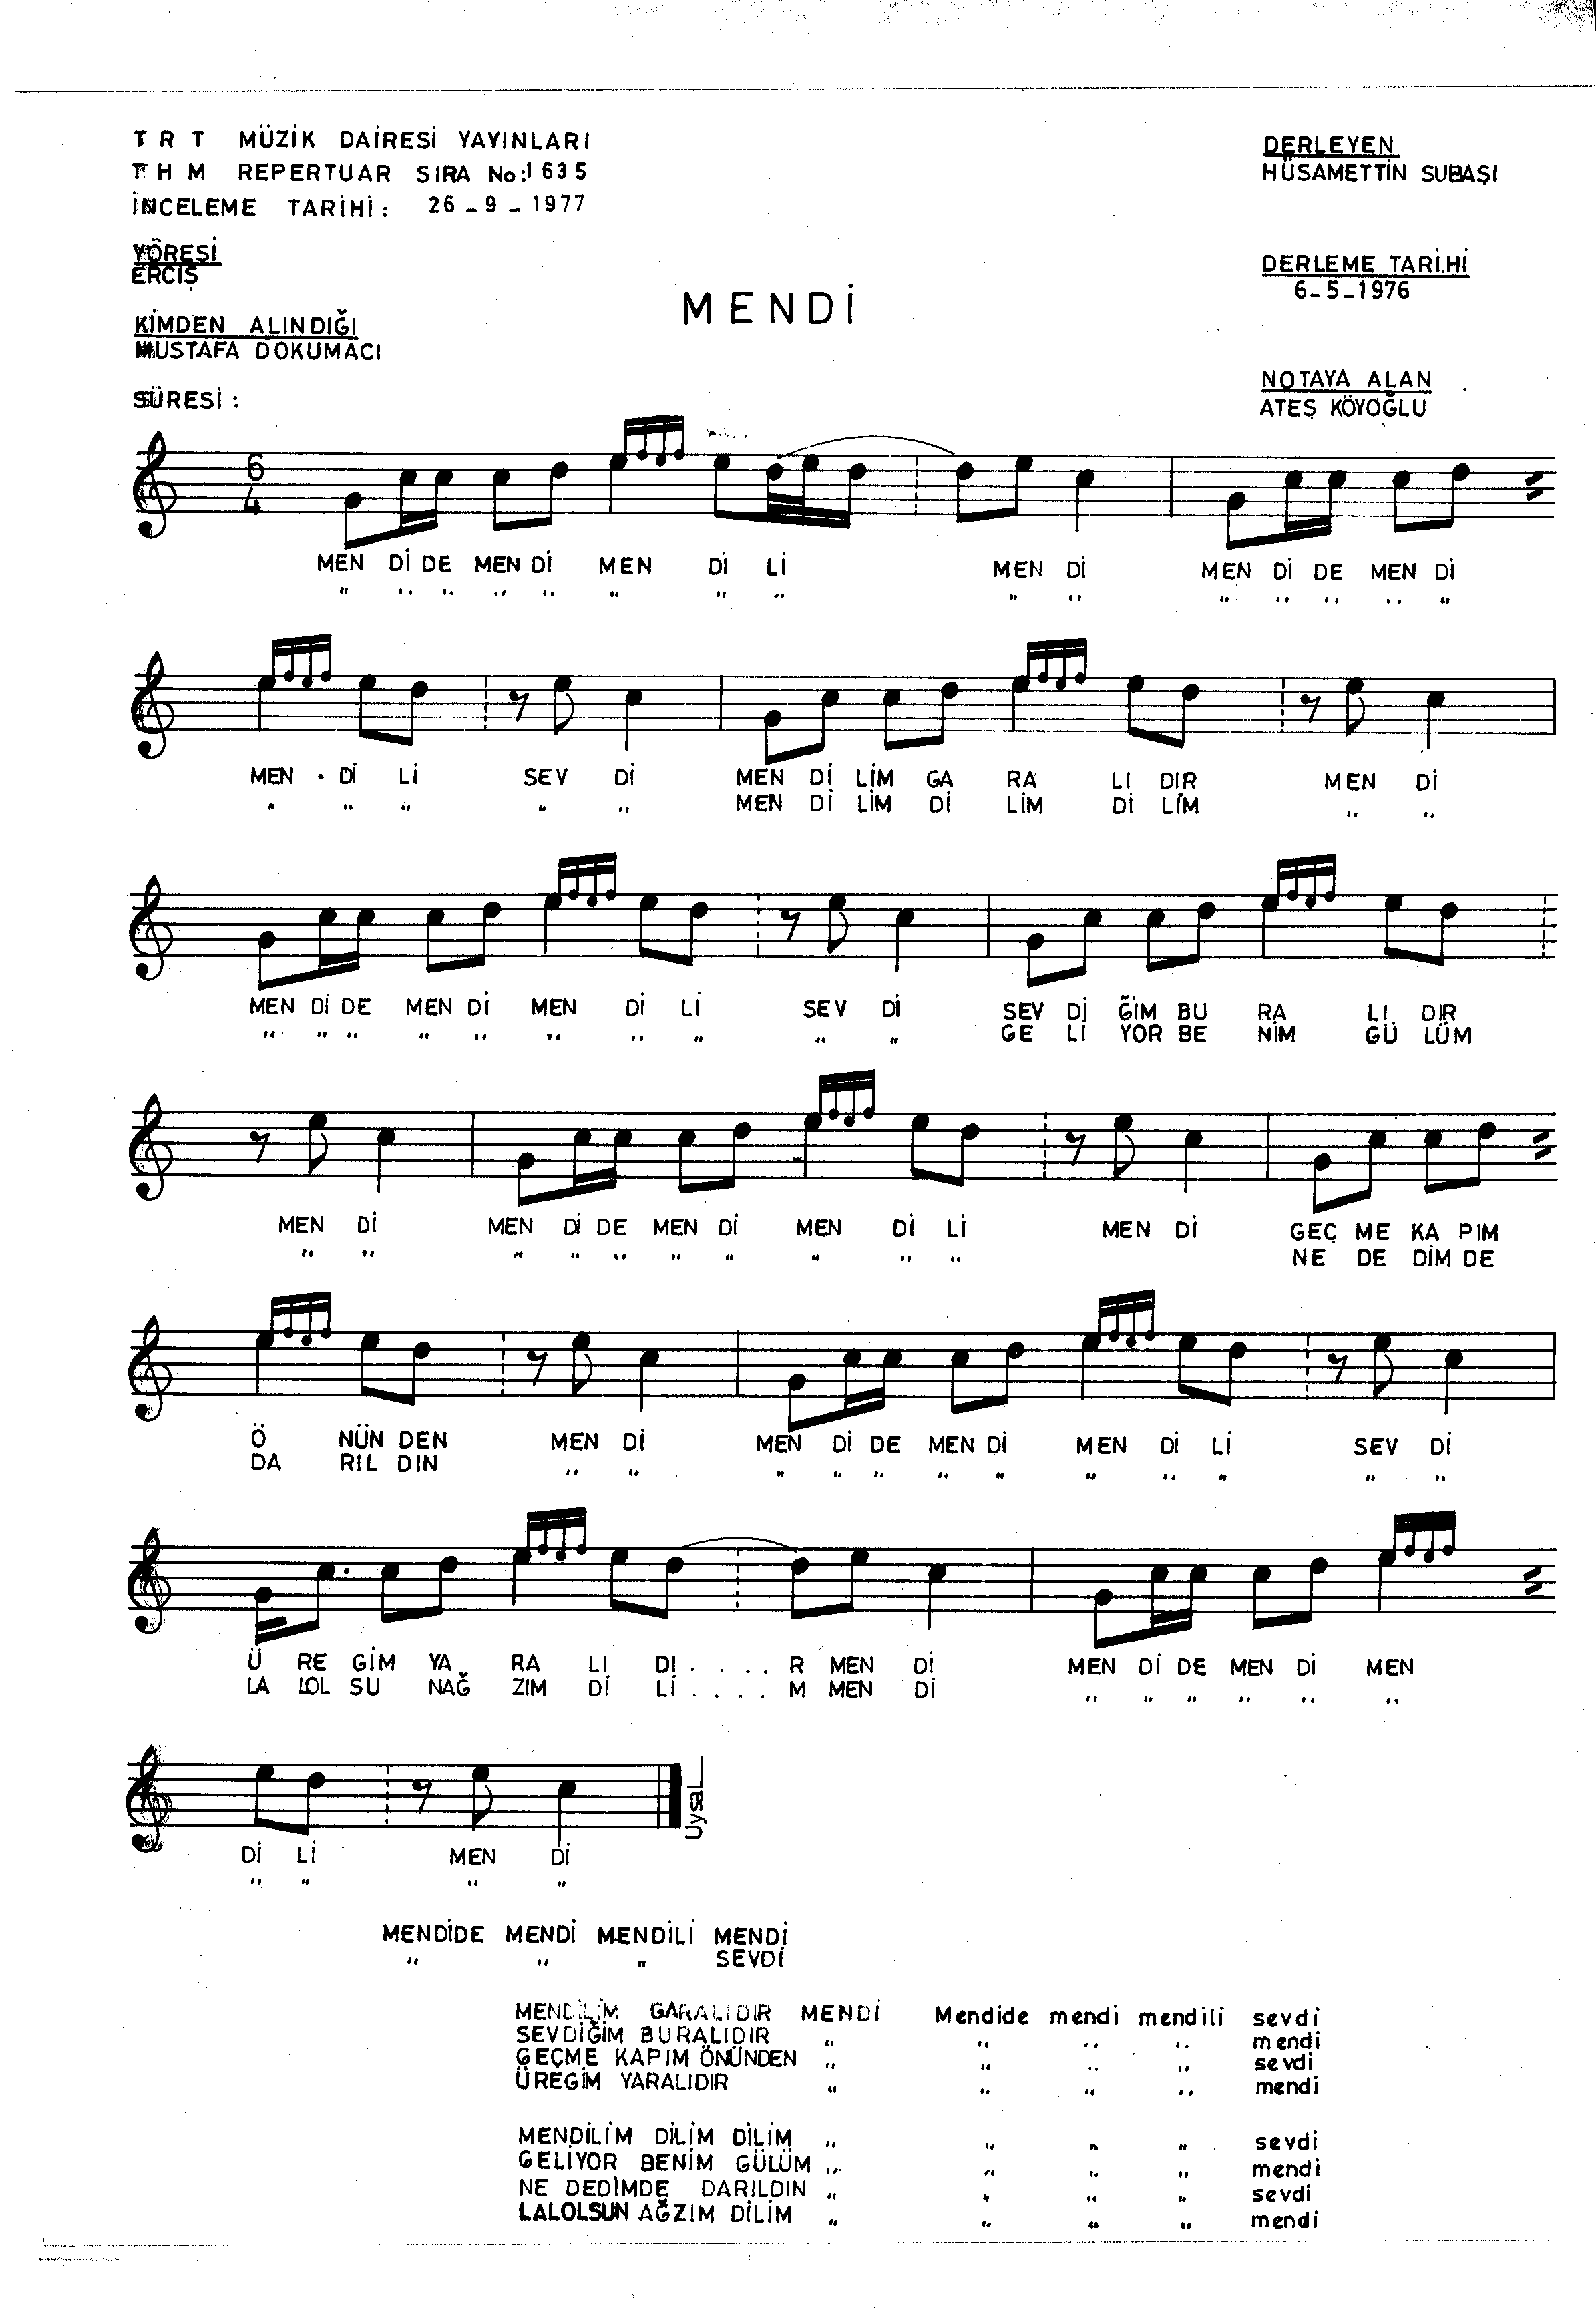 T R T MÜZİK DAİRESİ YAYINLARI
T H M REPERTUAR SIRA No:1635
İNCELEME TARİHİ: 26_9_1977
DERLEYEN
HÜSAMETTİN SUBAŞI
YÖRESİ
ERCİŞ
DERLEME TARİHİ
6_5_1976
MENDİ
KİMDEN ALINDIĞI
MUSTAFA DOKUMACI
NOTAYA ALAN
ATEŞ KÖYOĞLU
SÜRESİ :
6
4
MEN Dİ DE MEN Dİ MEN Dİ Lİ MEN Dİ MEN Dİ DE MEN Dİ
" " " " " " " " " " " " " " "
MEN Dİ Lİ SEV Dİ MEN Dİ LİM GA RA LI DIR MEN Dİ
" " " " " MEN Dİ LİM Dİ LİM Dİ LİM " "
MEN Dİ DE MEN Dİ MEN Dİ Lİ SEV Dİ SEV Dİ ĞİM BU RA LI DIR
" " " " " " " " " " GE Lİ YOR BE NİM GÜ LÜM
MEN Dİ MEN Dİ DE MEN Dİ MEN Dİ Lİ MEN Dİ GEÇ ME KA PIM
" " " " " " " " " " " " NE DE DİM DE
Ö NÜN DEN MEN Dİ MEN Dİ DE MEN Dİ MEN Dİ Lİ SEV Dİ
DA RIL DIN " " " " " " " " " " " "
Ü RE GİM YA RA LI DI . . . . R MEN Dİ MEN Dİ DE MEN Dİ MEN
LA LOL SU NAĞ ZIM Dİ Lİ . . . . M MEN Dİ " " " " " "
Dİ Lİ MEN Dİ
" " " "
Uysal
MENDİDE MENDİ MENDİLİ MENDİ
" " " SEVDİ
MENDİLİM GARALIDIR MENDİ Mendide mendi mendili sevdi
SEVDİĞİM BURALIDIR " " " " mendi
GEÇME KAPIM ÖNÜNDEN " " " " sevdi
ÜREGİM YARALIDIR " " " " mendi
MENDİLİM DİLİM DİLİM " " " " sevdi
GELİYOR BENİM GÜLÜM " " " " mendi
NE DEDİMDE DARILDIN " " " " sevdi
LALOLSUN AĞZIM DİLİM " " " " mendi